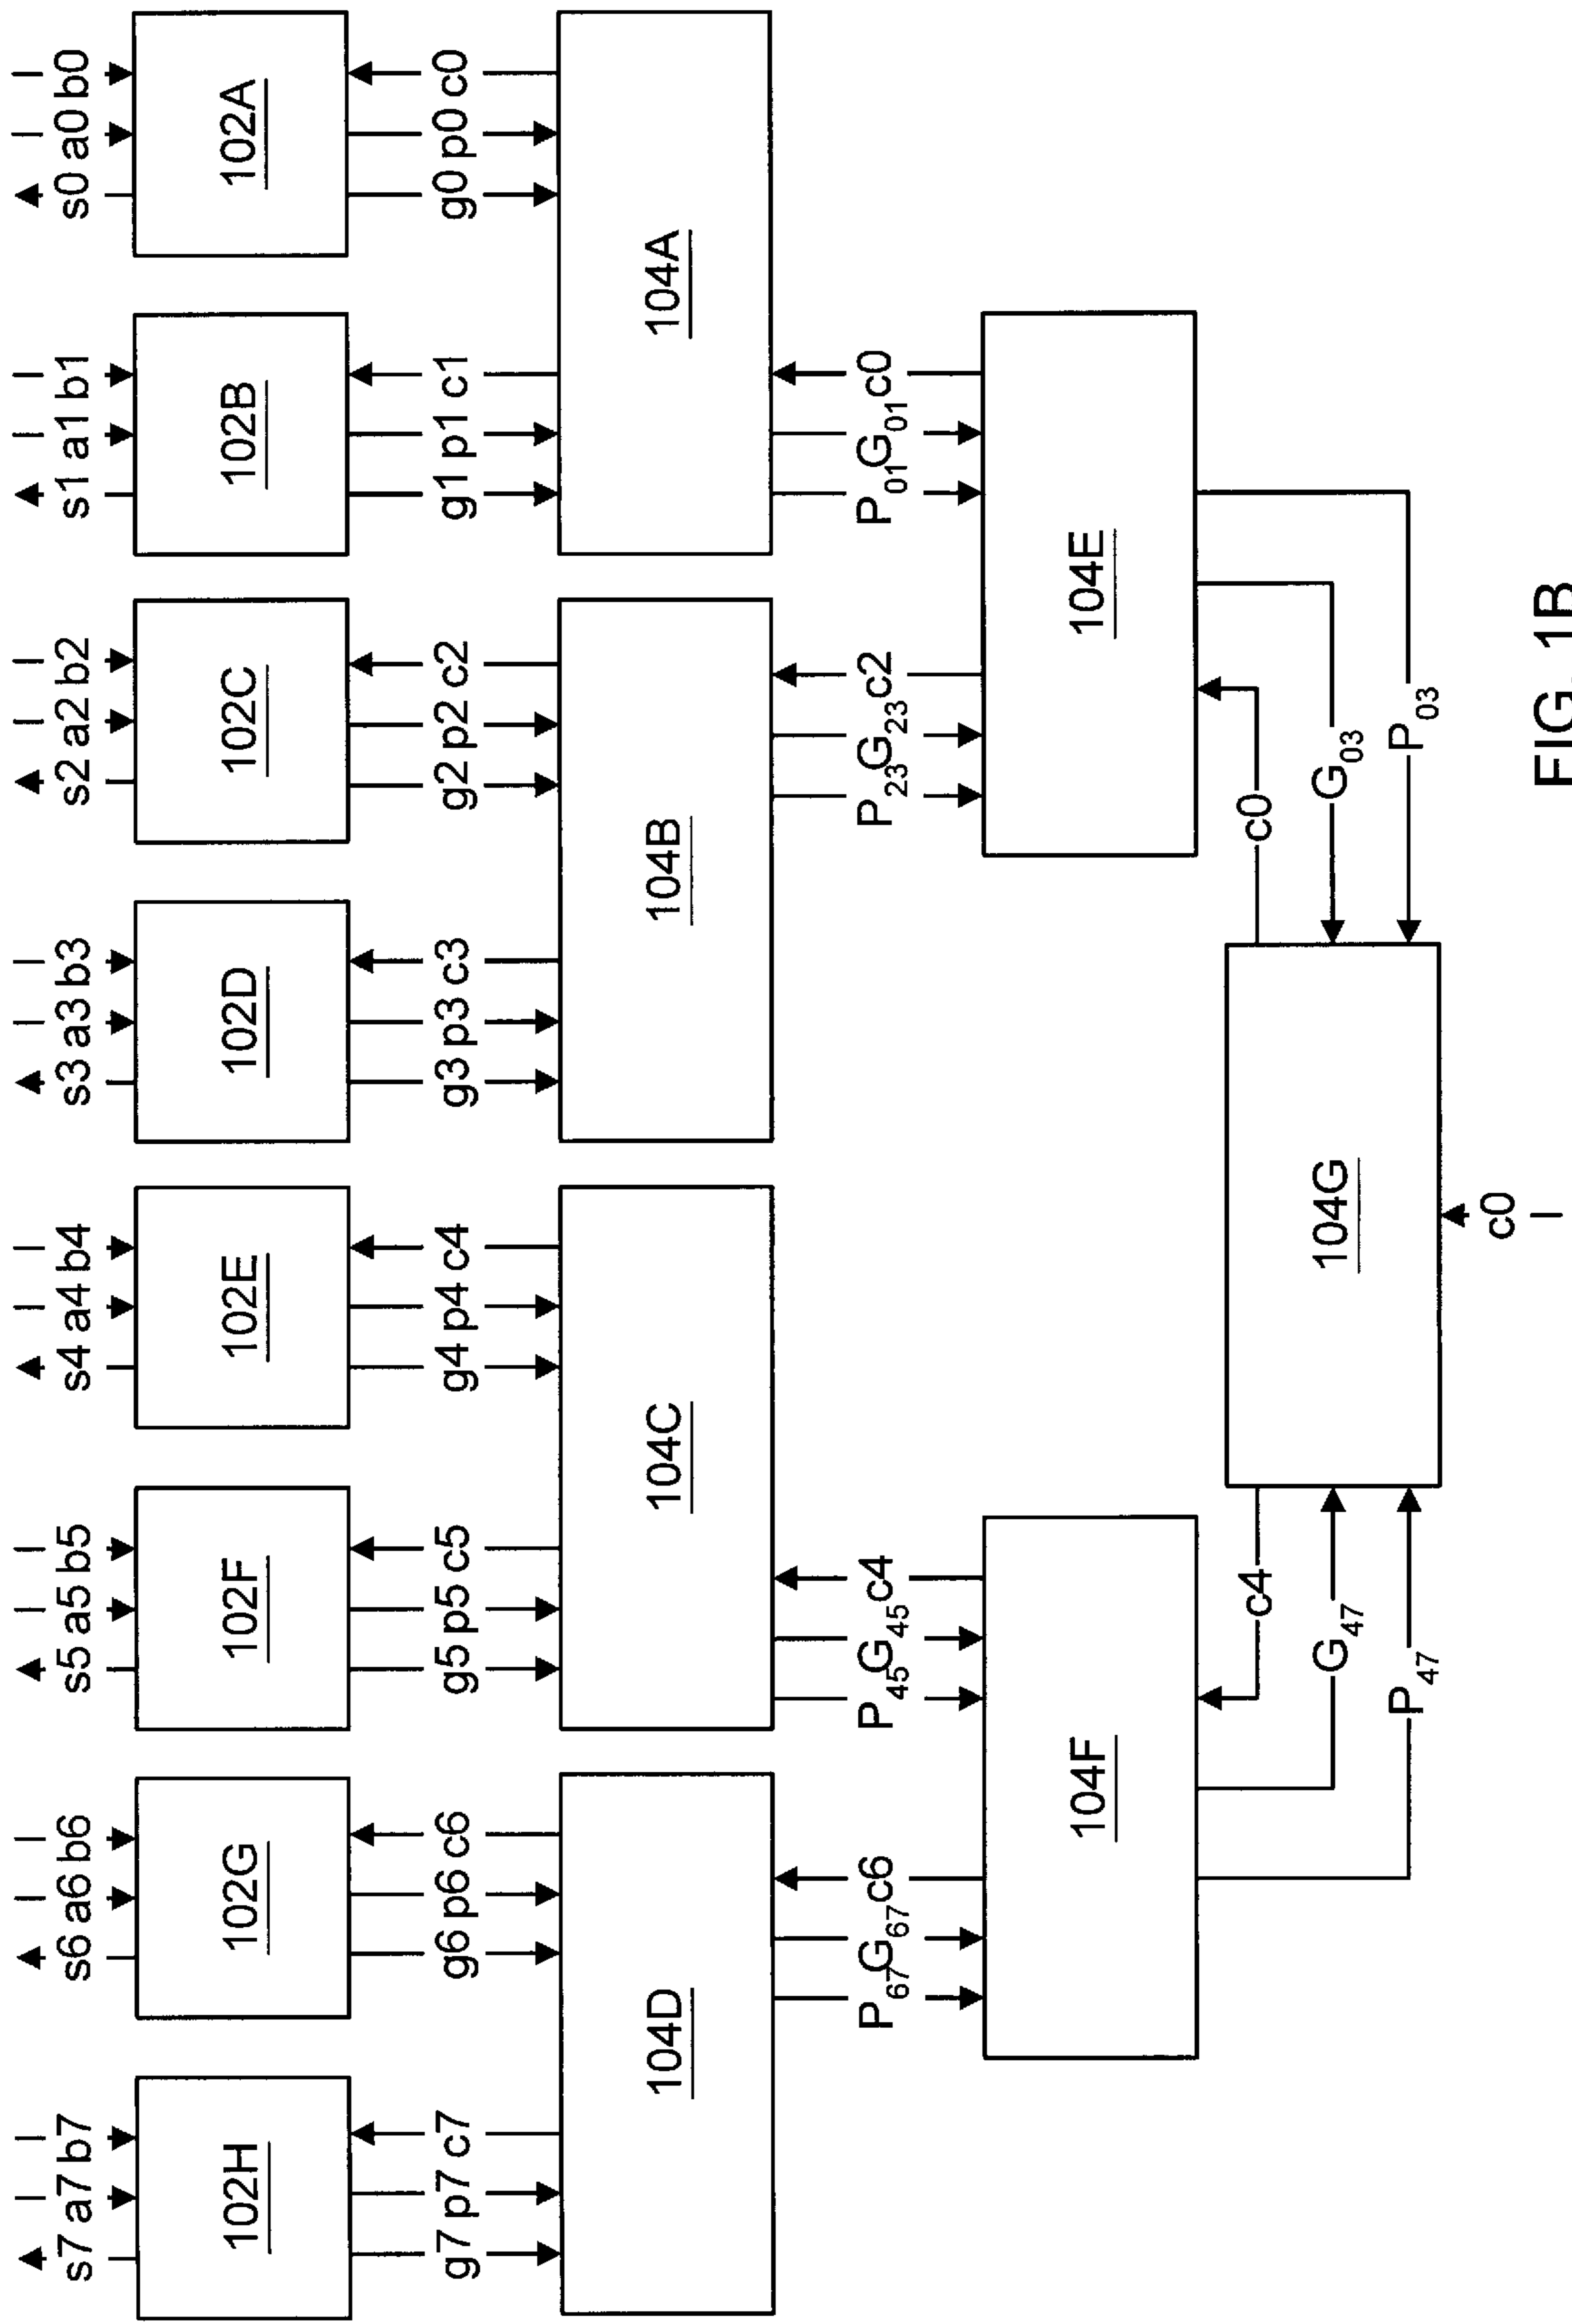 s7 a7 b7 s6 a6 b6 s5 a5 b5 s4 a4 b4 s3 a3 b3 s2 a2 b2 s1 a1 b1 s0 a0 b0
102H 102G 102F 102E 102D 102C 102B 102A
g7 p7 c7 g6 p6 c6 g5 p5 c5 g4 p4 c4 g3 p3 c3 g2 p2 c2 g1 p1 c1 g0 p0 c0
104D 104C 104B 104A
P67 G67 c6 P45 G45 c4 P23 G23 c2 P01 G01 c0
104F 104E
c4 c0
G47 104G G03
P47 P03
c0
FIG. 1B